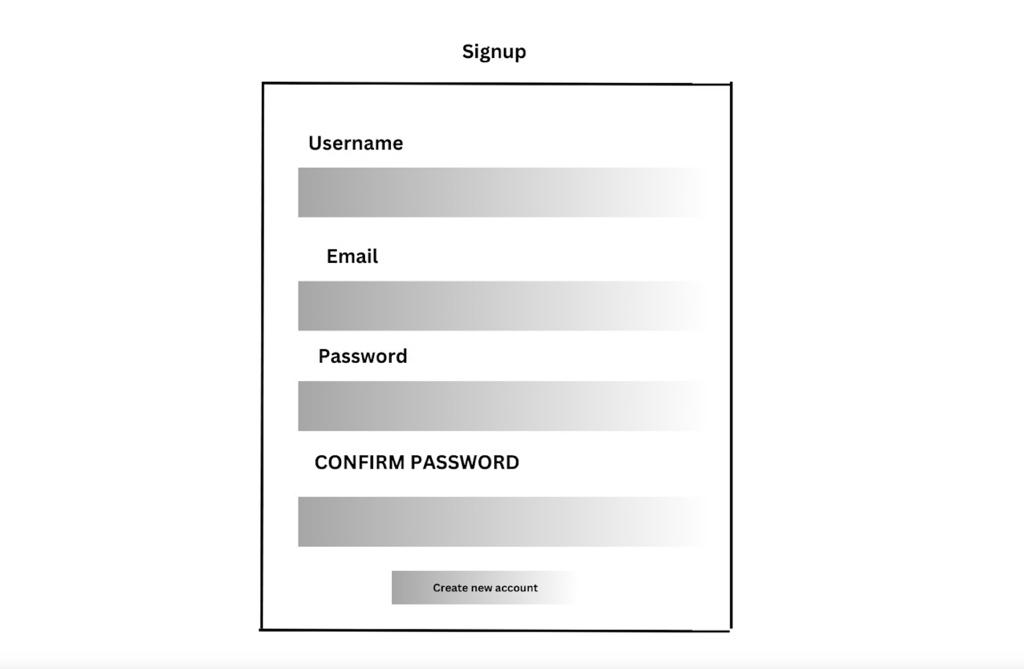 Signup
Username
Email
Password
CONFIRM PASSWORD
Create new account